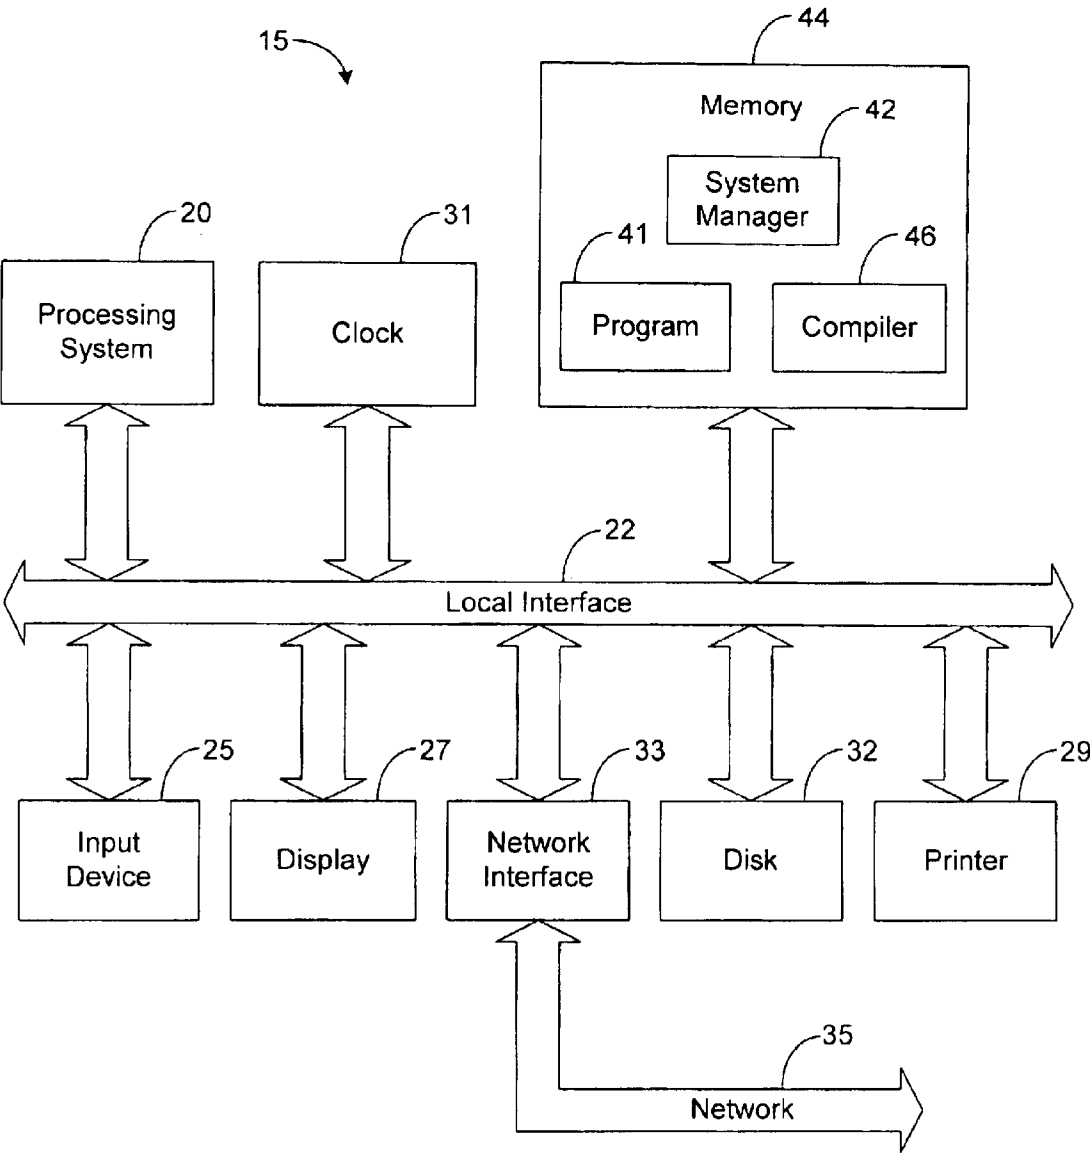 44
15
Memory
42
System
Manager
20
31
41
46
Processing
System
Clock
Program
Compiler
22
Local Interface
25
27
33
32
29
Input
Device
Display
Network
Interface
Disk
Printer
35
Network